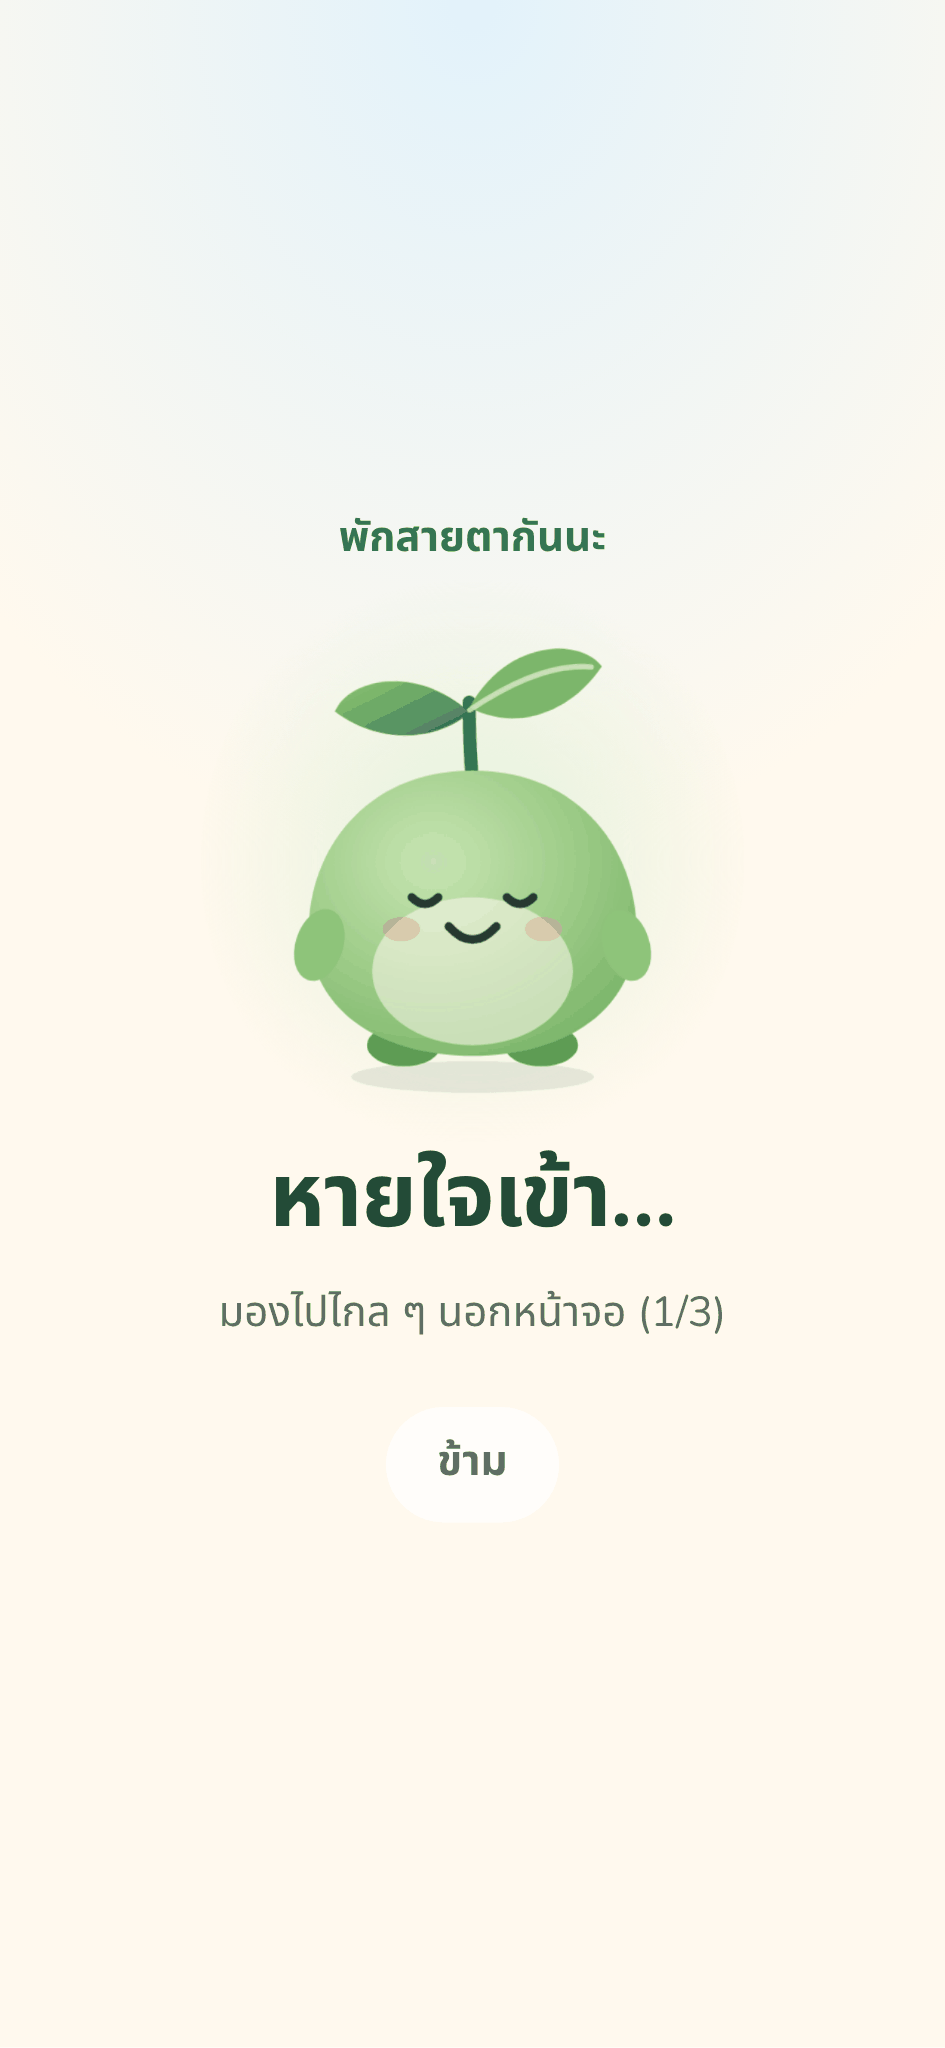 พักสายตากันนะ
หายใจเข้า...
มองไปไกล ๆ นอกหน้าจอ (1/3)
ข้าม